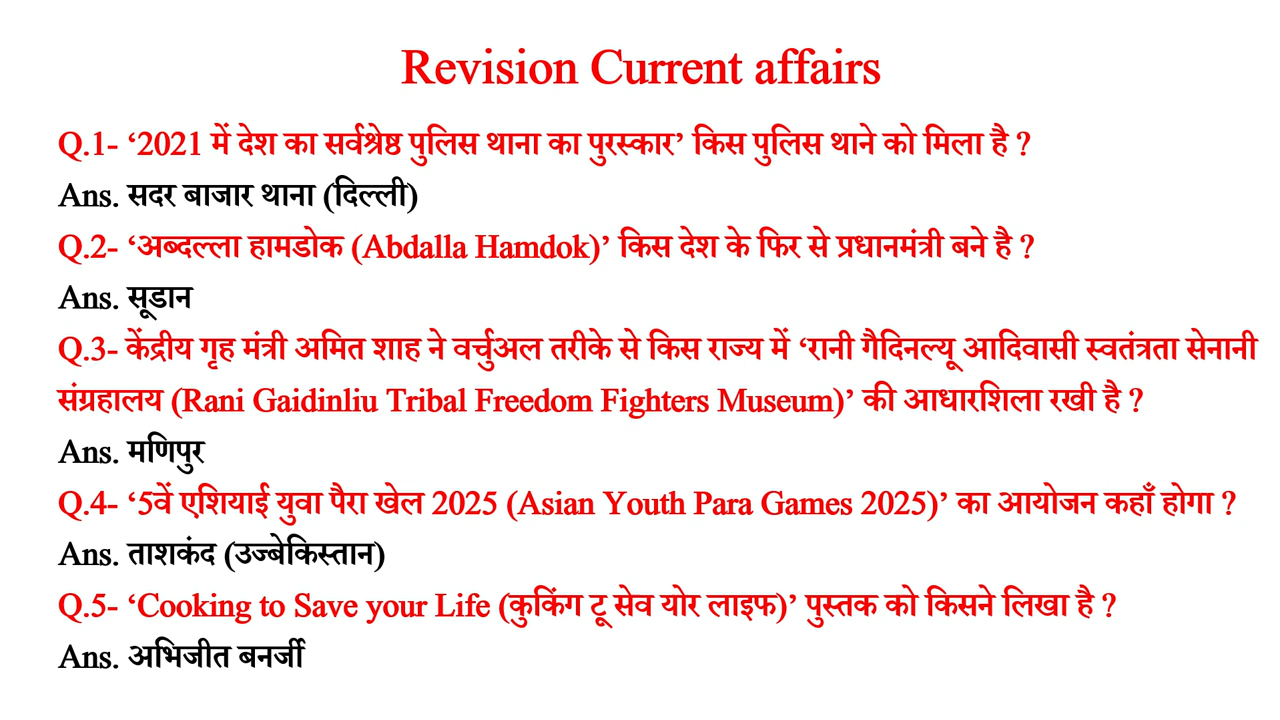 Revision Current affairs
Q.1- ‘2021 में देश का सर्वश्रेष्ठ पुलिस थाना का पुरस्कार’ किस पुलिस थाने को मिला है ?
Ans. सदर बाजार थाना (दिल्ली)
Q.2- ‘अब्दल्ला हामडोक (Abdalla Hamdok)’ किस देश के फिर से प्रधानमंत्री बने है ?
Ans. सूडान
Q.3- केंद्रीय गृह मंत्री अमित शाह ने वर्चुअल तरीके से किस राज्य में ‘रानी गैदिनल्यू आदिवासी स्वतंत्रता सेनानी
संग्रहालय (Rani Gaidinliu Tribal Freedom Fighters Museum)’ की आधारशिला रखी है ?
Ans. मणिपुर
Q.4- ‘5वें एशियाई युवा पैरा खेल 2025 (Asian Youth Para Games 2025)’ का आयोजन कहाँ होगा ?
Ans. ताशकंद (उज्बेकिस्तान)
Q.5- ‘Cooking to Save your Life (कुकिंग टू सेव योर लाइफ)’ पुस्तक को किसने लिखा है ?
Ans. अभिजीत बनर्जी